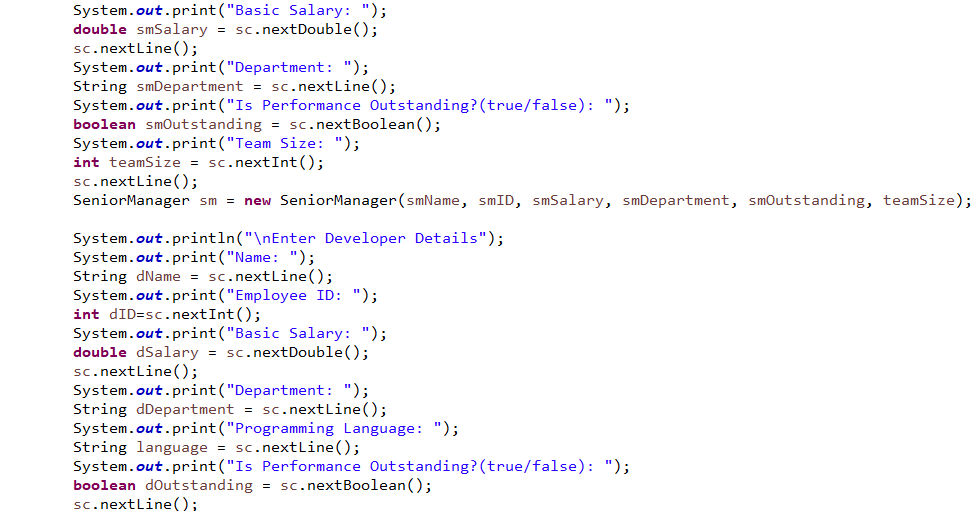 System.out.print("Basic Salary: ");
double smSalary = sc.nextDouble();
sc.nextLine();
System.out.print("Department: ");
String smDepartment = sc.nextLine();
System.out.print("Is Performance Outstanding?(true/false): ");
boolean smOutstanding = sc.nextBoolean();
System.out.print("Team Size: ");
int teamSize = sc.nextInt();
sc.nextLine();
SeniorManager sm = new SeniorManager(smName, smID, smSalary, smDepartment, smOutstanding, teamSize);

System.out.println("\nEnter Developer Details");
System.out.print("Name: ");
String dName = sc.nextLine();
System.out.print("Employee ID: ");
int dID=sc.nextInt();
System.out.print("Basic Salary: ");
double dSalary = sc.nextDouble();
sc.nextLine();
System.out.print("Department: ");
String dDepartment = sc.nextLine();
System.out.print("Programming Language: ");
String language = sc.nextLine();
System.out.print("Is Performance Outstanding?(true/false): ");
boolean dOutstanding = sc.nextBoolean();
sc.nextLine();